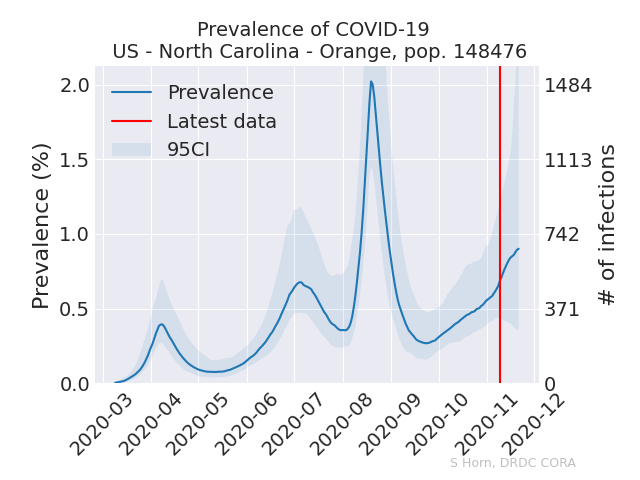 Prevalence of COVID-19
US - North Carolina - Orange, pop. 148476
Prevalence
Latest data
95CI
Prevalence (%)
2.0
1.5
1.0
0.5
0.0
# of infections
1484
1113
742
371
0
2020-03
2020-04
2020-05
2020-06
2020-07
2020-08
2020-09
2020-10
2020-11
2020-12
S Horn, DRDC CORA